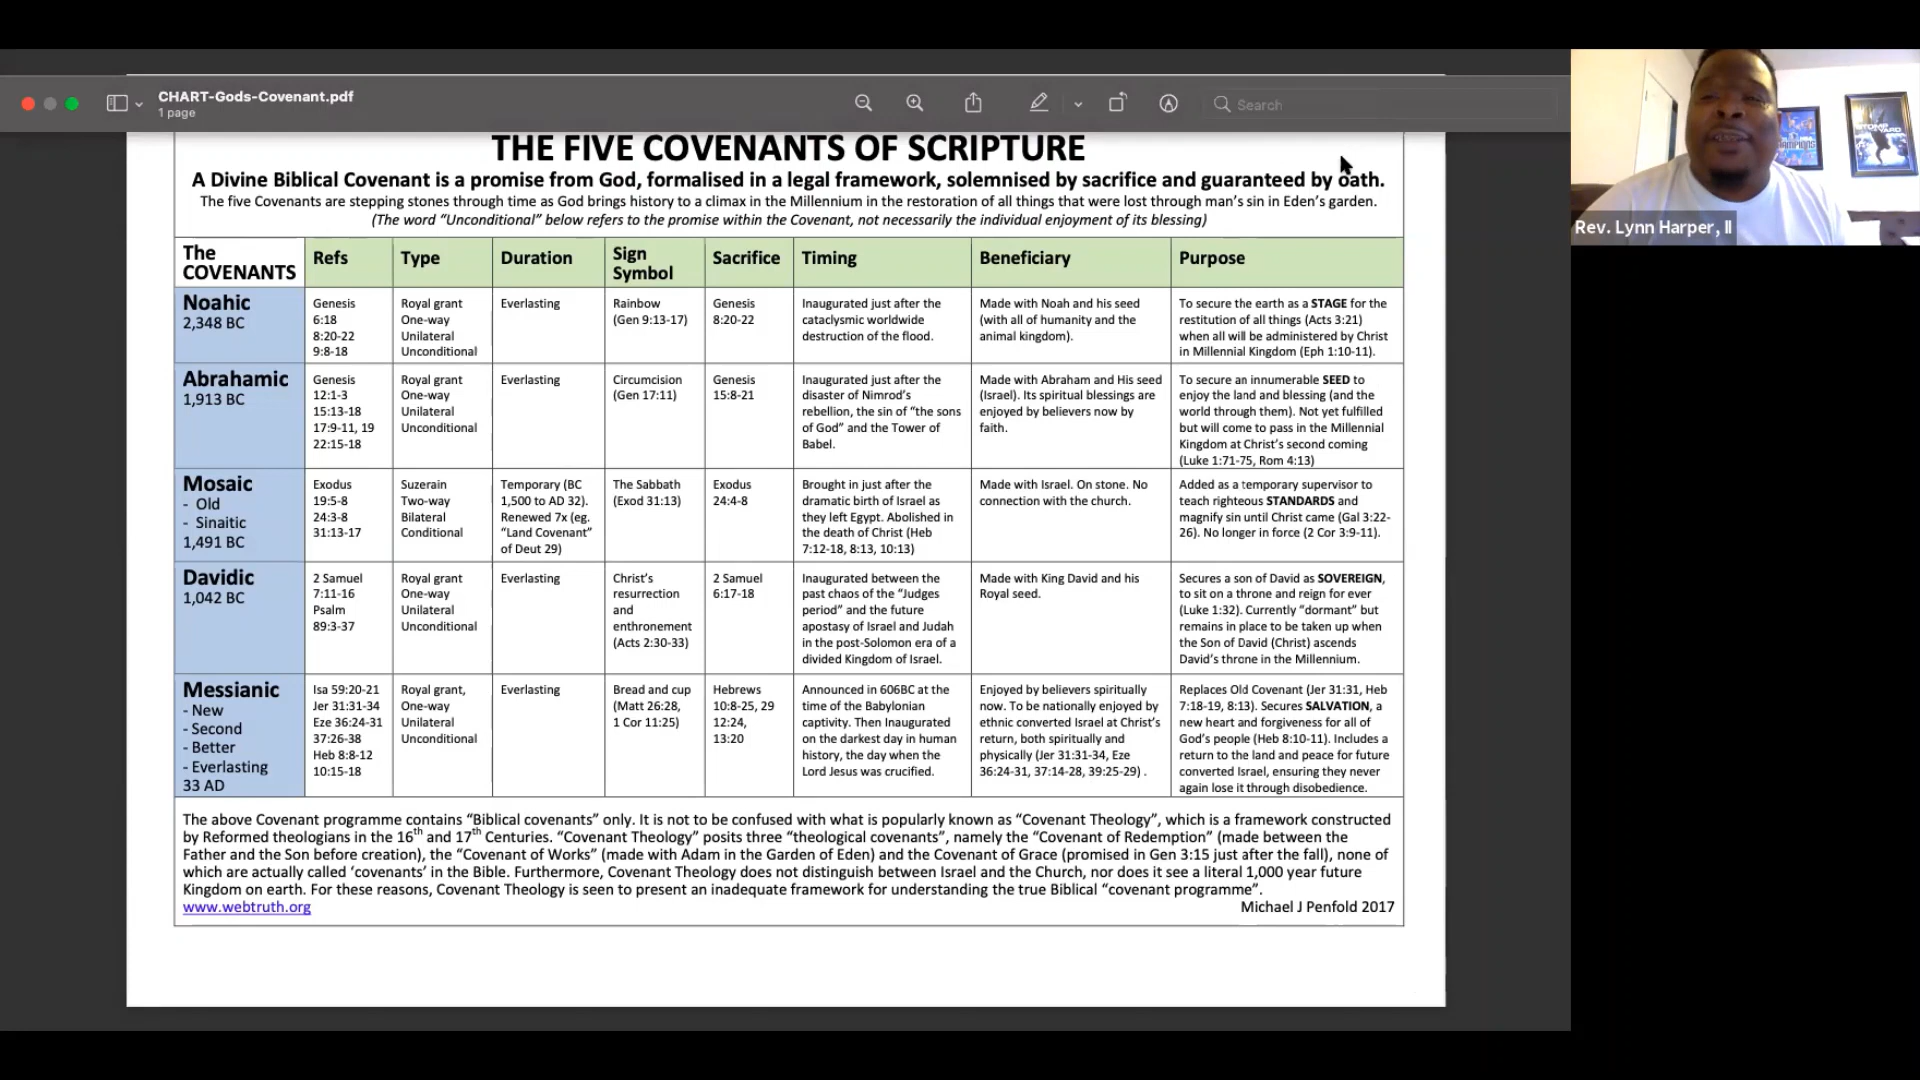 CHART-Gods-Covenant.pdf
1 page
Search
THE FIVE COVENANTS OF SCRIPTURE
A Divine Biblical Covenant is a promise from God, formalised in a legal framework, solemnised by sacrifice and guaranteed by oath.
The five Covenants are stepping stones through time as God brings history to a climax in the Millennium in the restoration of all things that were lost through man's sin in Eden's garden.
(The word "Unconditional" below refers to the promise within the Covenant, not necessarily the individual enjoyment of its blessing)
The
COVENANTS
Refs
Type
Duration
Sign
Symbol
Sacrifice
Timing
Beneficiary
Purpose
Noahic
2,348 BC
Genesis
6:18
8:20-22
9:8-18
Royal grant
One-way
Unilateral
Unconditional
Everlasting
Rainbow
(Gen 9:13-17)
Genesis
8:20-22
Inaugurated just after the
cataclysmic worldwide
destruction of the flood.
Made with Noah and his seed
(with all of humanity and the
animal kingdom).
To secure the earth as a STAGE for the
restitution of all things (Acts 3:21)
when all will be administered by Christ
in Millennial Kingdom (Eph 1:10-11).
Abrahamic
1,913 BC
Genesis
12:1-3
15:13-18
17:9-11, 19
22:15-18
Royal grant
One-way
Unilateral
Unconditional
Everlasting
Circumcision
(Gen 17:11)
Genesis
15:8-21
Inaugurated just after the
disaster of Nimrod's
rebellion, the sin of "the sons
of God" and the Tower of
Babel.
Made with Abraham and His seed
(Israel). Its spiritual blessings are
enjoyed by believers now by
faith.
To secure an innumerable SEED to
enjoy the land and blessing (and the
world through them). Not yet fulfilled
but will come to pass in the Millennial
Kingdom at Christ's second coming
(Luke 1:71-75, Rom 4:13)
Mosaic
- Old
- Sinaitic
1,491 BC
Exodus
19:5-8
24:3-8
31:13-17
Suzerain
Two-way
Bilateral
Conditional
Temporary (BC
1,500 to AD 32).
Renewed 7x (eg.
"Land Covenant"
of Deut 29)
The Sabbath
(Exod 31:13)
Exodus
24:4-8
Brought in just after the
dramatic birth of Israel as
they left Egypt. Abolished in
the death of Christ (Heb
7:12-18, 8:13, 10:13)
Made with Israel. On stone. No
connection with the church.
Added as a temporary supervisor to
teach righteous STANDARDS and
magnify sin until Christ came (Gal 3:22-
26). No longer in force (2 Cor 3:9-11).
Davidic
1,042 BC
2 Samuel
7:11-16
Psalm
89:3-37
Royal grant
One-way
Unilateral
Unconditional
Everlasting
Christ's
resurrection
and
enthronement
(Acts 2:30-33)
2 Samuel
6:17-18
Inaugurated between the
past chaos of the "Judges
period" and the future
apostasy of Israel and Judah
in the post-Solomon era of a
divided Kingdom of Israel.
Made with King David and his
Royal seed.
Secures a son of David as SOVEREIGN,
to sit on a throne and reign for ever
(Luke 1:32). Currently "dormant" but
remains in place to be taken up when
the Son of David (Christ) ascends
David's throne in the Millennium.
Messianic
- New
- Second
- Better
- Everlasting
33 AD
Isa 59:20-21
Jer 31:31-34
Eze 36:24-31
37:26-38
Heb 8:8-12
10:15-18
Royal grant,
One-way
Unilateral
Unconditional
Everlasting
Bread and cup
(Matt 26:28,
1 Cor 11:25)
Hebrews
10:8-25, 29
12:24,
13:20
Announced in 606BC at the
time of the Babylonian
captivity. Then Inaugurated
on the darkest day in human
history, the day when the
Lord Jesus was crucified.
Enjoyed by believers spiritually
now. To be nationally enjoyed by
ethnic converted Israel at Christ's
return, both spiritually and
physically (Jer 31:31-34, Eze
36:24-31, 37:14-28, 39:25-29) .
Replaces Old Covenant (Jer 31:31, Heb
7:18-19, 8:13). Secures SALVATION, a
new heart and forgiveness for all of
God's people (Heb 8:10-11). Includes a
return to the land and peace for future
converted Israel, ensuring they never
again lose it through disobedience.
The above Covenant programme contains "Biblical covenants" only. It is not to be confused with what is popularly known as "Covenant Theology", which is a framework constructed
by Reformed theologians in the 16th and 17th Centuries. "Covenant Theology" posits three "theological covenants", namely the "Covenant of Redemption" (made between the
Father and the Son before creation), the "Covenant of Works" (made with Adam in the Garden of Eden) and the Covenant of Grace (promised in Gen 3:15 just after the fall), none of
which are actually called 'covenants' in the Bible. Furthermore, Covenant Theology does not distinguish between Israel and the Church, nor does it see a literal 1,000 year future
Kingdom on earth. For these reasons, Covenant Theology is seen to present an inadequate framework for understanding the true Biblical "covenant programme".
www.webtruth.org
Michael J Penfold 2017
STOMP
YARD
Rev. Lynn Harper, II